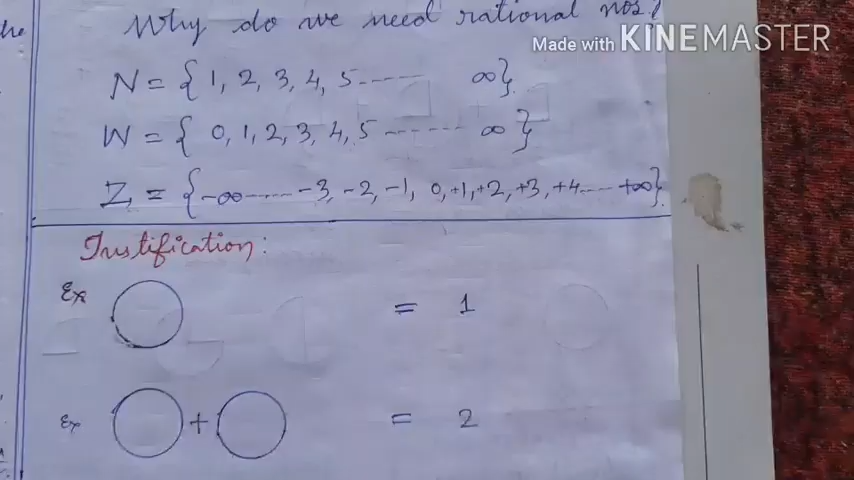 Why do we need rational nos?
Made with KINEMASTER
N = { 1, 2, 3, 4, 5 ----- ∞}
W = { 0, 1, 2, 3, 4, 5 ------- ∞ }
Z = { -∞ ------ -3, -2, -1, 0, +1, +2, +3, +4 ---- +∞}
Justification:
Ex = 1
Ex + = 2